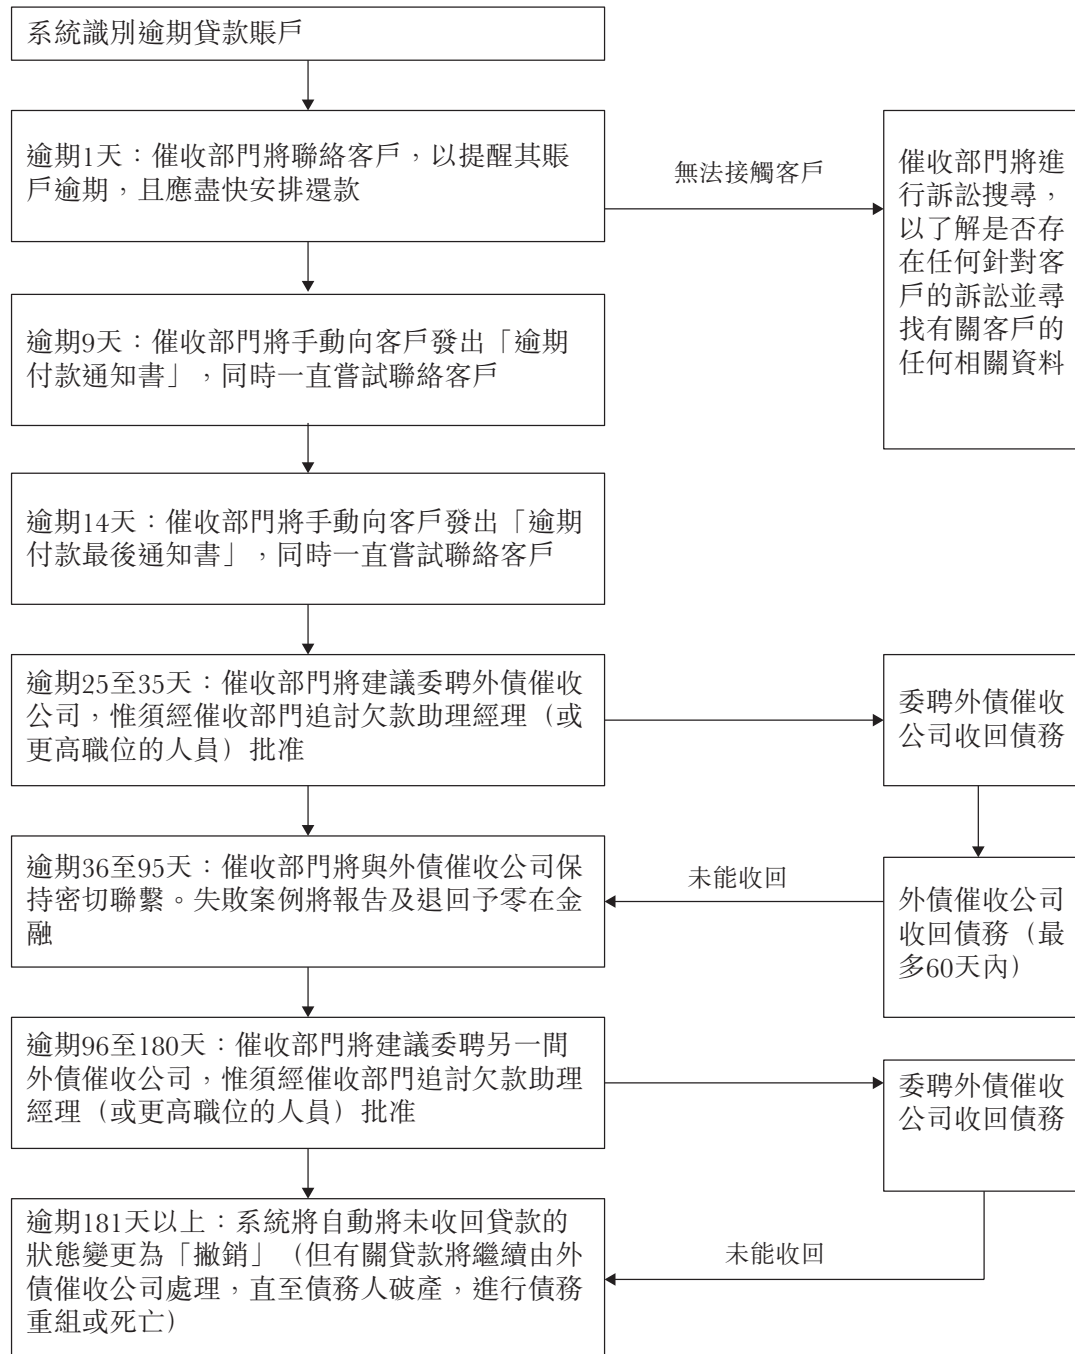 系統識別逾期貸款賬戶
逾期1天：催收部門將聯絡客戶，以提醒其賬
戶逾期，且應盡快安排還款
無法接觸客戶
催收部門將進
行訴訟搜尋，
以了解是否存
在任何針對客
戶的訴訟並尋
找有關客戶的
任何相關資料
逾期9天：催收部門將手動向客戶發出「逾期
付款通知書」，同時一直嘗試聯絡客戶
逾期14天：催收部門將手動向客戶發出「逾期
付款最後通知書」，同時一直嘗試聯絡客戶
逾期25至35天：催收部門將建議委聘外債催收
公司，惟須經催收部門追討欠款助理經理（或
更高職位的人員）批准
委聘外債催收
公司收回債務
逾期36至95天：催收部門將與外債催收公司保
持密切聯繫。失敗案例將報告及退回予零在金
融
未能收回
外債催收公司
收回債務（最
多60天內）
逾期96至180天：催收部門將建議委聘另一間
外債催收公司，惟須經催收部門追討欠款助理
經理（或更高職位的人員）批准
委聘外債催收
公司收回債務
逾期181天以上：系統將自動將未收回貸款的
狀態變更為「撇銷」（但有關貸款將繼續由外
債催收公司處理，直至債務人破產，進行債務
重組或死亡）
未能收回